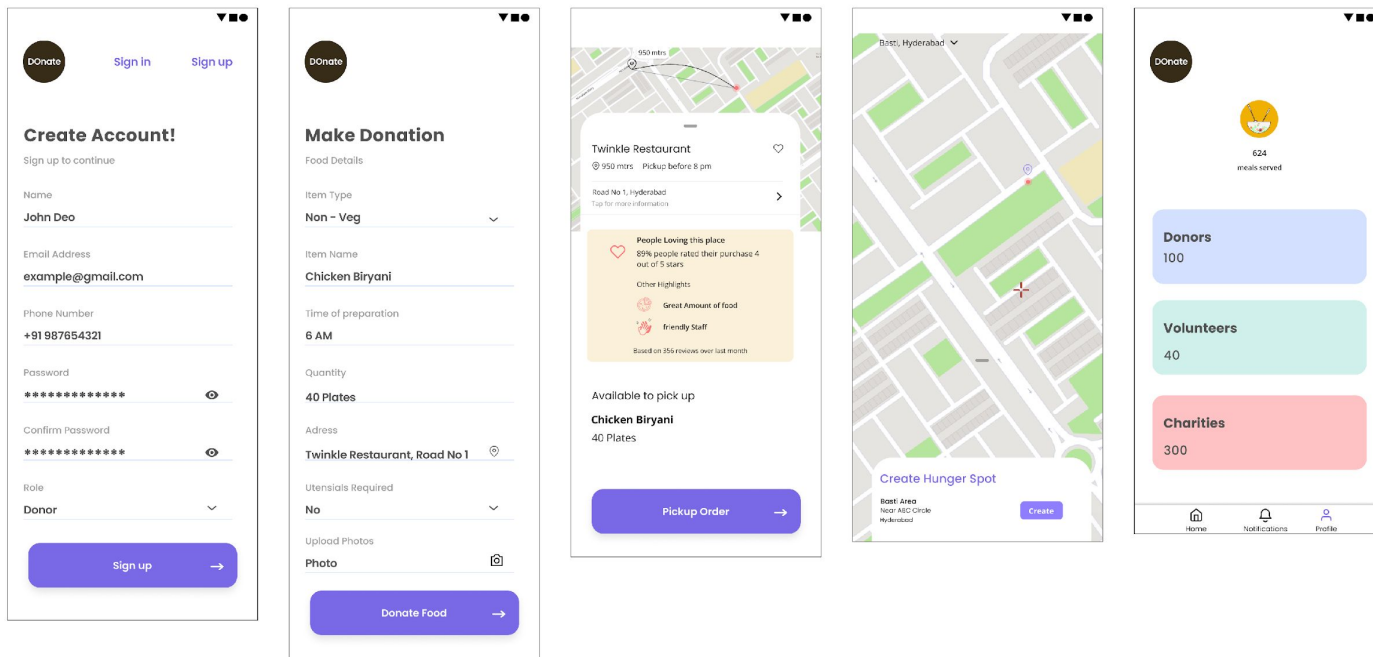 DOnate
Sign in
Sign up
Create Account!
Sign up to continue
Name
John Deo
Email Address
example@gmail.com
Phone Number
+91 987654321
Password
*************
Confirm Password
*************
Role
Donor
Sign up
DOnate
Make Donation
Food Details
Item Type
Non - Veg
Item Name
Chicken Biryani
Time of preparation
6 AM
Quantity
40 Plates
Adress
Twinkle Restaurant, Road No 1
Utensials Required
No
Upload Photos
Photo
Donate Food
950 mtrs
Twinkle Restaurant
950 mtrs Pickup before 8 pm
Road No 1, Hyderabad
Tap for more information
People Loving this place
89% people rated their purchase 4
out of 5 stars
Other Highlights
Great Amount of food
friendly Staff
Based on 356 reviews over last month
Available to pick up
Chicken Biryani
40 Plates
Pickup Order
Basti, Hyderabad
Create Hunger Spot
Basti Area
Near ABC Circle
Hyderabad
Create
DOnate
624
meals served
Donors
100
Volunteers
40
Charities
300
Home
Notifications
Profile